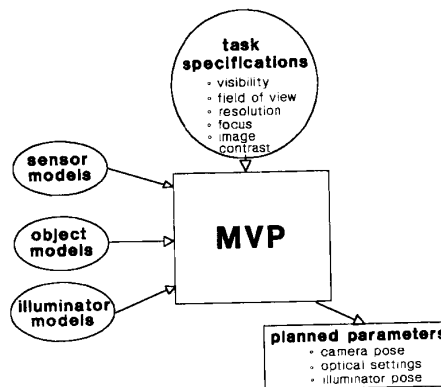 task
specifications
◦ visibility
◦ field of view
◦ resolution
◦ focus
◦ image
contrast
sensor
models
object
models
illuminator
models
MVP
planned parameters
◦ camera pose
◦ optical settings
◦ illuminator pose